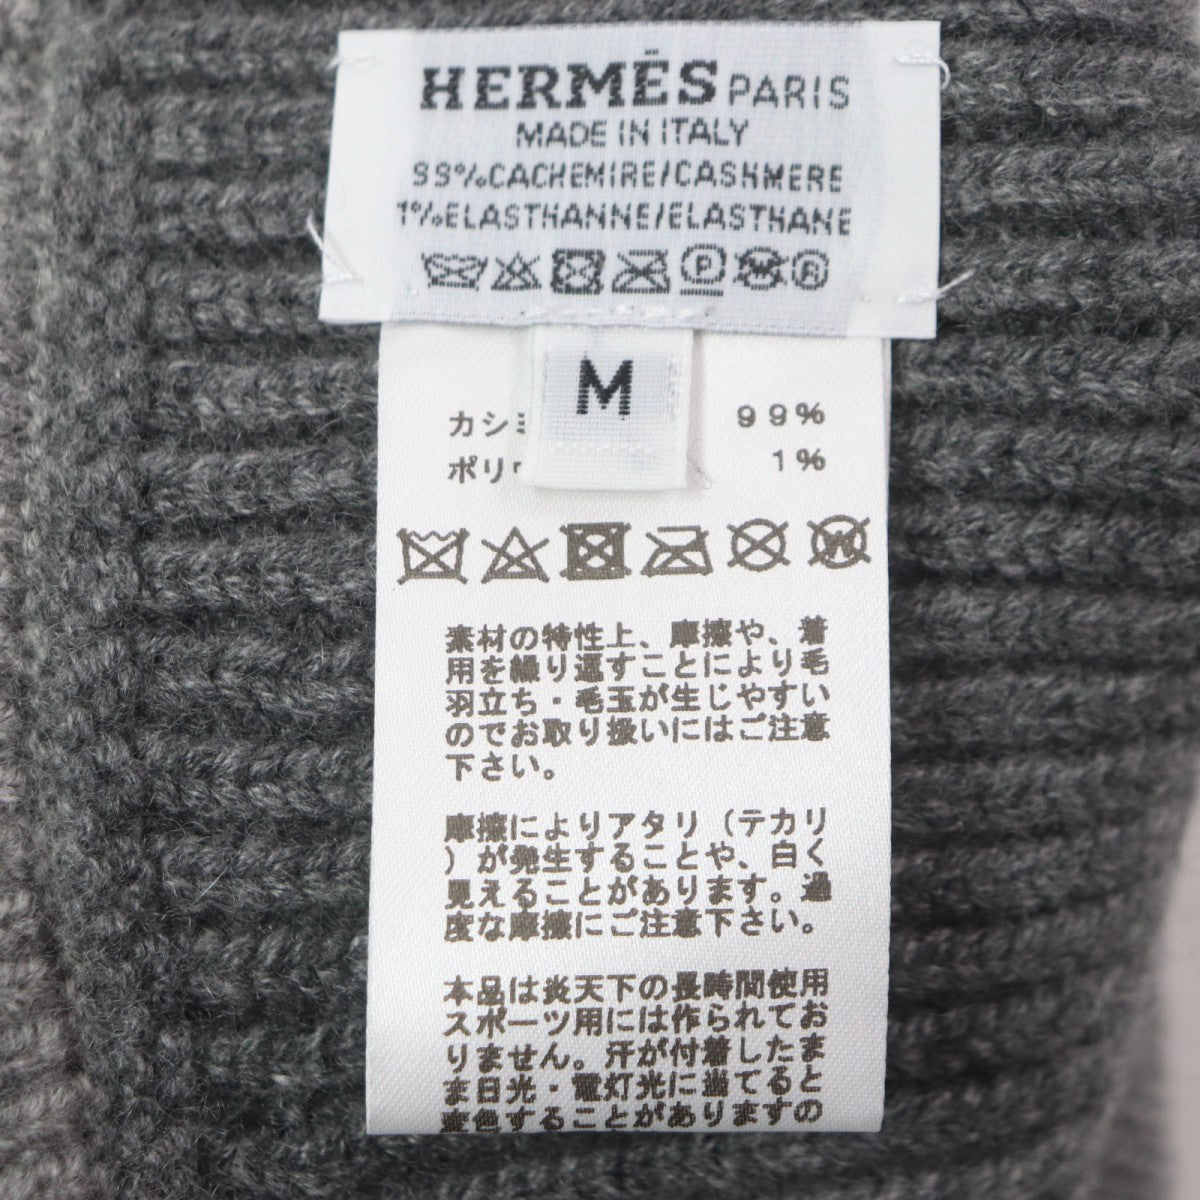 HERMÈS PARIS
MADE IN ITALY
99%CACHEMIRE/CASHMERE
1%ELASTHANNE/ELASTHANE
P W R
M
カシミ 99%
ポリウ 1%
W
素材の特性上、摩擦や、着
用を繰り返すことにより毛
羽立ち・毛玉が生じやすい
のでお取り扱いにはご注意
下さい。
摩擦によりアタリ（テカリ
）が発生することや、白く
見えることがあります。過
度な摩擦にご注意下さい。
本品は炎天下の長時間使用
スポーツ用には作られてお
りません。汗が付着したま
ま日光・電灯光に当てると
変色することがありますの